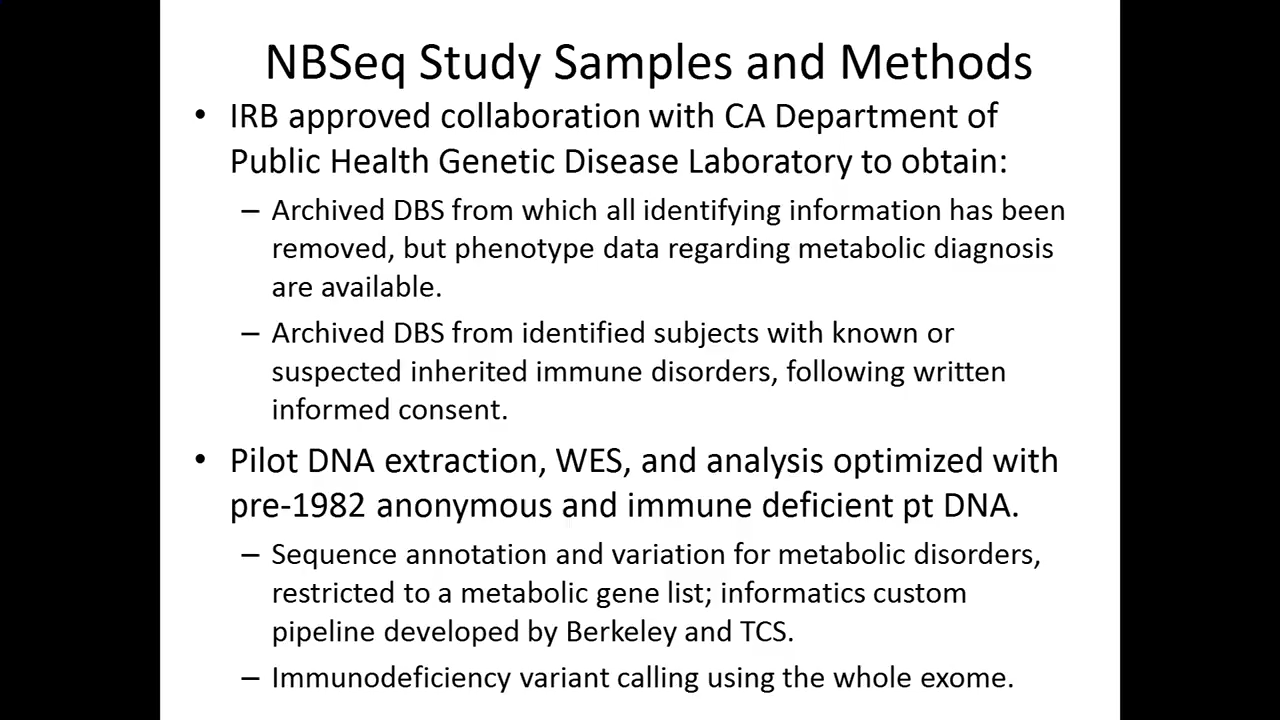 NBSeq Study Samples and Methods
• IRB approved collaboration with CA Department of
Public Health Genetic Disease Laboratory to obtain:
– Archived DBS from which all identifying information has been
removed, but phenotype data regarding metabolic diagnosis
are available.
– Archived DBS from identified subjects with known or
suspected inherited immune disorders, following written
informed consent.
• Pilot DNA extraction, WES, and analysis optimized with
pre-1982 anonymous and immune deficient pt DNA.
– Sequence annotation and variation for metabolic disorders,
restricted to a metabolic gene list; informatics custom
pipeline developed by Berkeley and TCS.
– Immunodeficiency variant calling using the whole exome.